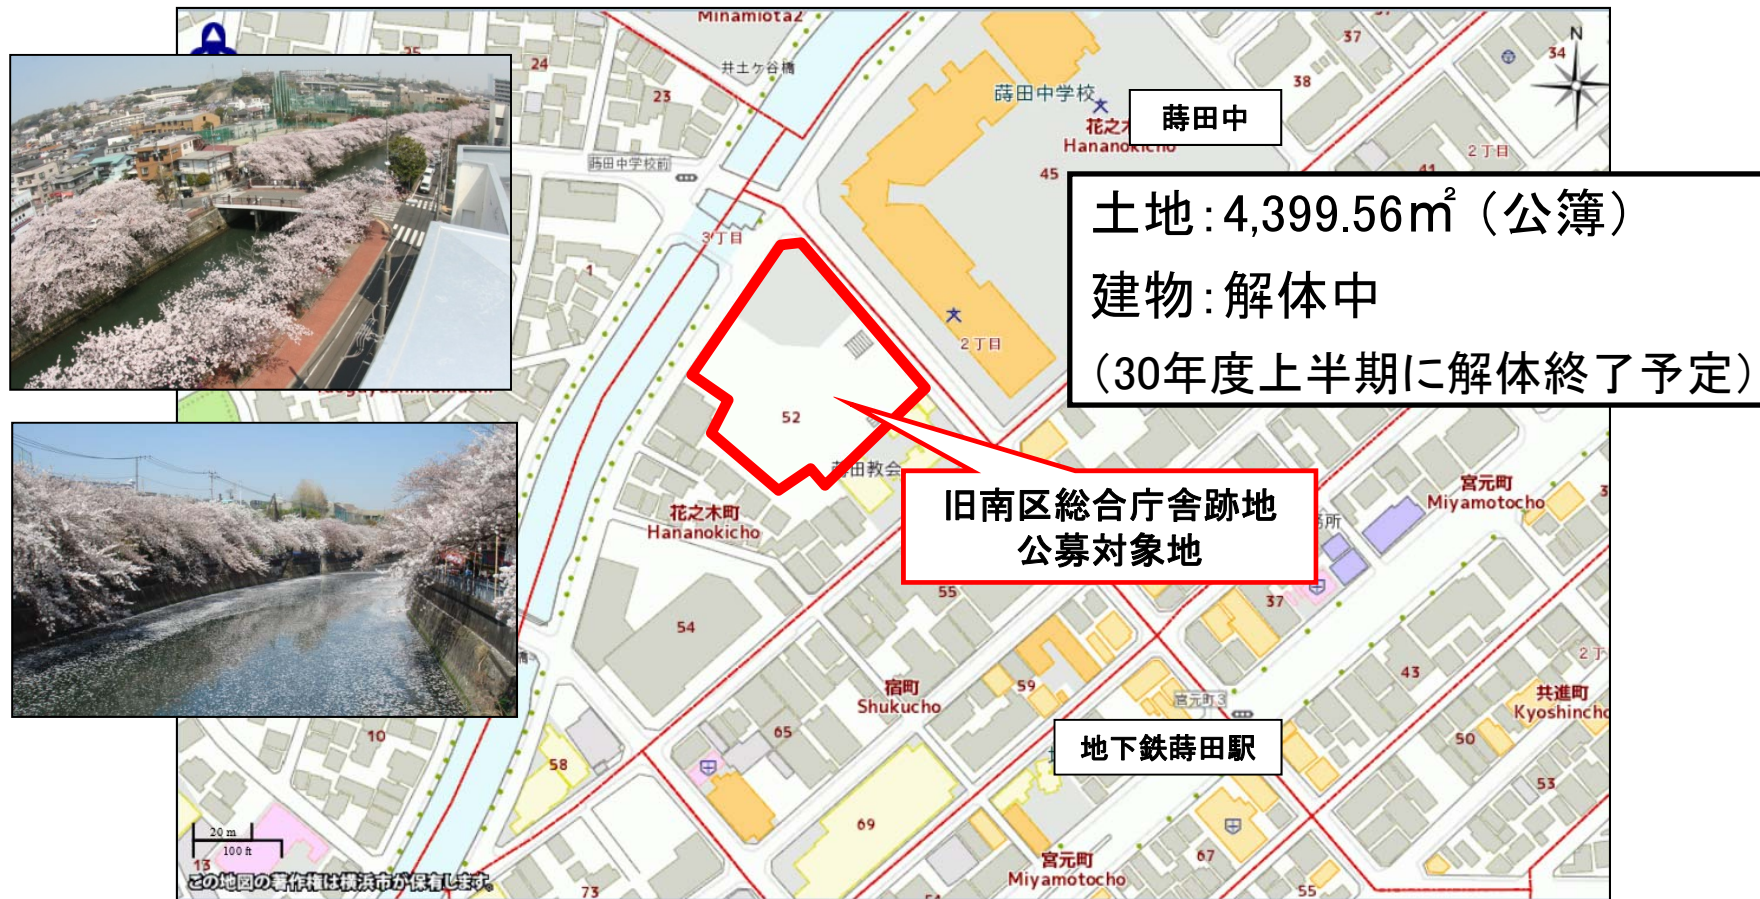 Minamiota2
37
34
25
24
井土ケ谷橋
23
38
蒔田中学校
蒔田中
花之木
Hananokicho
2丁目
蒔田中学校前
45
41
土地:4,399.56㎡（公簿）
建物:解体中
（30年度上半期に解体終了予定）
3丁目
1
2丁目
52
蒔田教会
旧南区総合庁舎跡地
公募対象地
宮元町
Miyamotocho
花之木町
Hananokicho
55
37
54
2丁
43
宿町
Shukucho
59
宮元町3
共進町
Kyoshincho
65
10
58
地下鉄蒔田駅
50
53
69
20 m
100 ft
13
宮元町
Miyamotocho
67
73
55
この地図の著作権は横浜市が保有します。
N